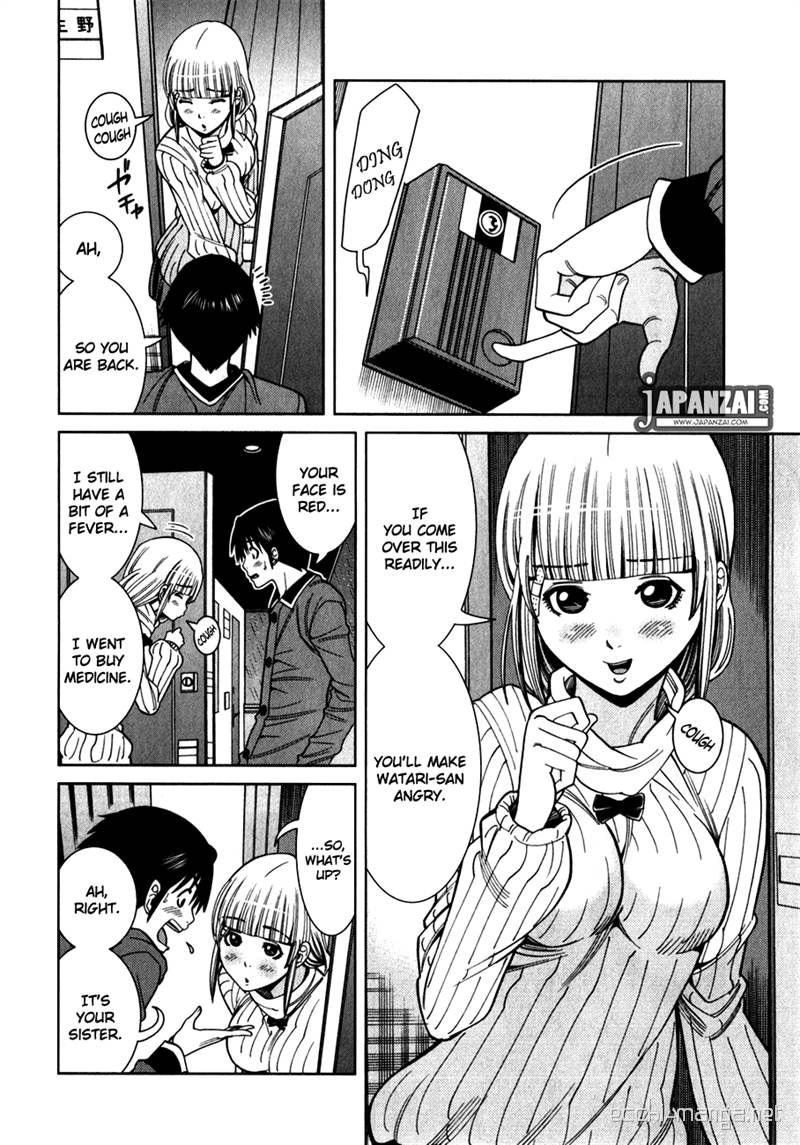 DING
DONG
生野
COUGH
COUGH
ガチャ
AH,
SO YOU
ARE BACK.
JAPANZAI.COM
WWW.JAPANZAI.COM
IF
YOU COME
OVER THIS
READILY...
COUGH
YOU'LL MAKE
WATARI-SAN
ANGRY.
YOUR
FACE IS
RED...
I STILL
HAVE A
BIT OF A
FEVER...
COUGH
I WENT
TO BUY
MEDICINE.
...SO,
WHAT'S
UP?
AH,
RIGHT.
IT'S
YOUR
SISTER.
ecchi-manga.net